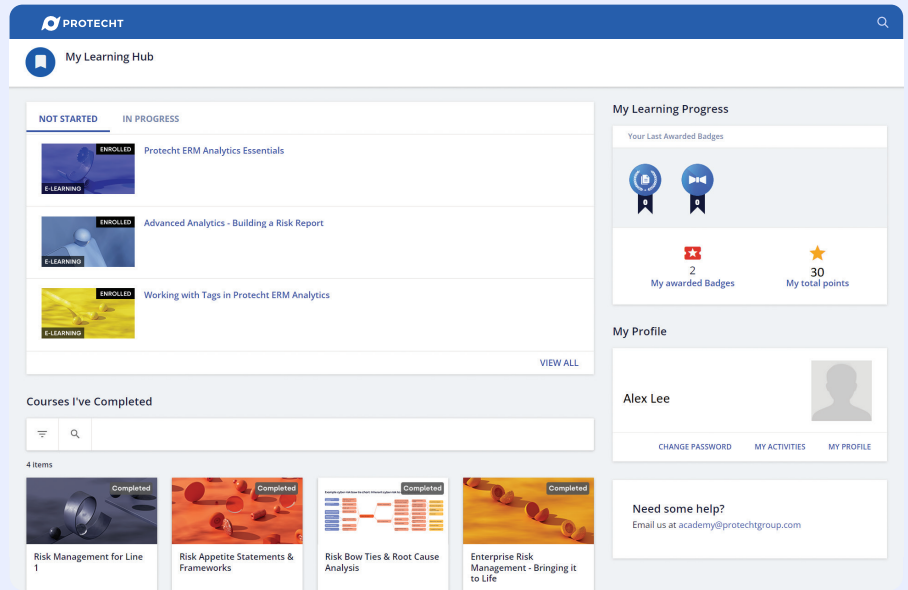 PROTECHT
My Learning Hub
NOT STARTED
IN PROGRESS
ENROLLED
E-LEARNING
Protecht ERM Analytics Essentials
ENROLLED
E-LEARNING
Advanced Analytics - Building a Risk Report
ENROLLED
E-LEARNING
Working with Tags in Protecht ERM Analytics
VIEW ALL
Courses I've Completed
4 items
Completed
Risk Management for Line
1
Completed
Risk Appetite Statements &
Frameworks
Completed
Risk Bow Ties & Root Cause
Analysis
Completed
Enterprise Risk
Management - Bringing it
to Life
My Learning Progress
Your Last Awarded Badges
0
0
2
My awarded Badges
30
My total points
My Profile
Alex Lee
CHANGE PASSWORD
MY ACTIVITIES
MY PROFILE
Need some help?
Email us at academy@protechtgroup.com